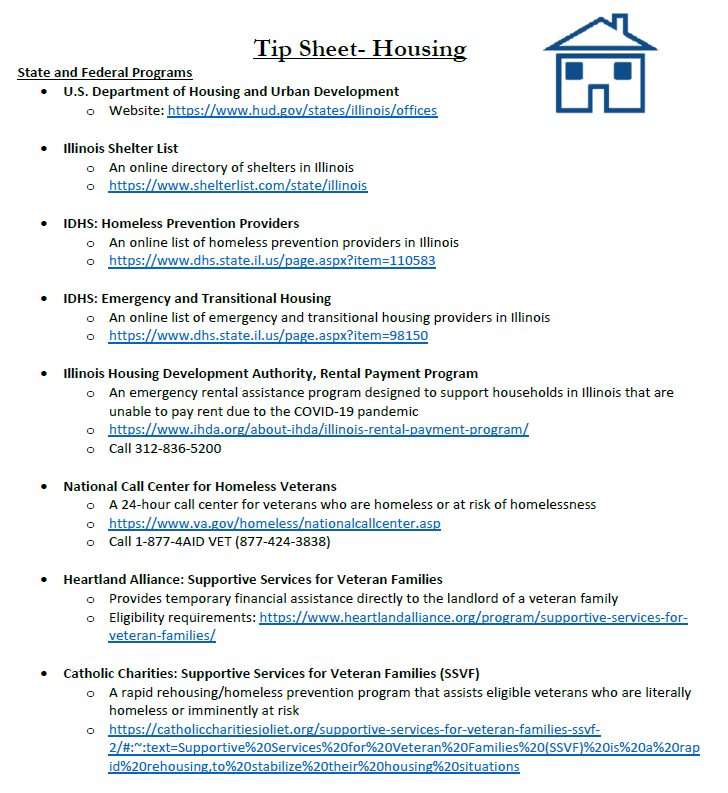 Tip Sheet- Housing
State and Federal Programs
• U.S. Department of Housing and Urban Development
o Website: https://www.hud.gov/states/illinois/offices
• Illinois Shelter List
o An online directory of shelters in Illinois
o https://www.shelterlist.com/state/illinois
• IDHS: Homeless Prevention Providers
o An online list of homeless prevention providers in Illinois
o https://www.dhs.state.il.us/page.aspx?item=110583
• IDHS: Emergency and Transitional Housing
o An online list of emergency and transitional housing providers in Illinois
o https://www.dhs.state.il.us/page.aspx?item=98150
• Illinois Housing Development Authority, Rental Payment Program
o An emergency rental assistance program designed to support households in Illinois that are
unable to pay rent due to the COVID-19 pandemic
o https://www.ihda.org/about-ihda/illinois-rental-payment-program/
o Call 312-836-5200
• National Call Center for Homeless Veterans
o A 24-hour call center for veterans who are homeless or at risk of homelessness
o https://www.va.gov/homeless/nationalcallcenter.asp
o Call 1-877-4AID VET (877-424-3838)
• Heartland Alliance: Supportive Services for Veteran Families
o Provides temporary financial assistance directly to the landlord of a veteran family
o Eligibility requirements: https://www.heartlandalliance.org/program/supportive-services-for-
veteran-families/
• Catholic Charities: Supportive Services for Veteran Families (SSVF)
o A rapid rehousing/homeless prevention program that assists eligible veterans who are literally
homeless or imminently at risk
o https://catholiccharitiesjoliet.org/supportive-services-for-veteran-families-ssvf-
2/#:~:text=Supportive%20Services%20for%20Veteran%20Families%20(SSVF)%20is%20a%20rap
id%20rehousing,to%20stabilize%20their%20housing%20situations